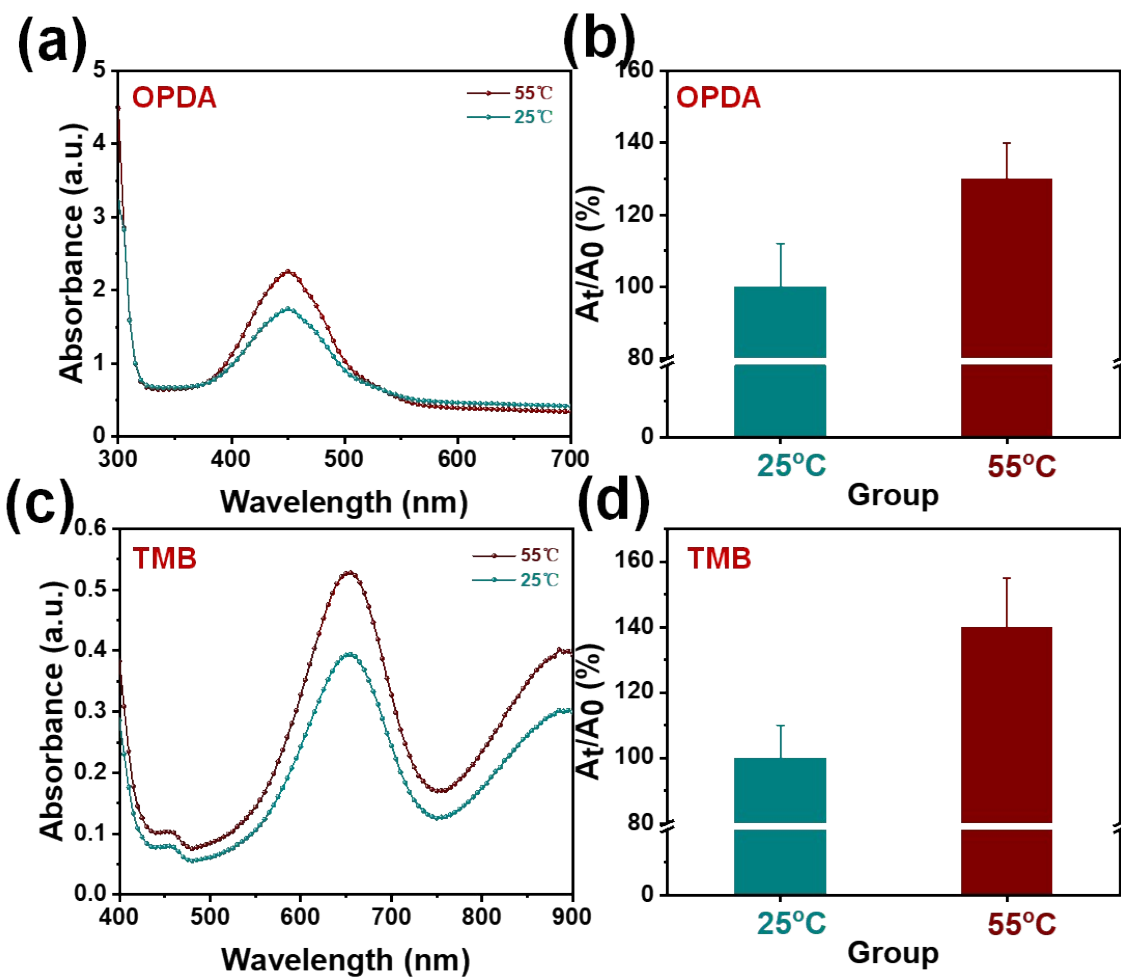 (a)
OPDA
55℃
25℃
5
4
3
2
1
0
300
400
500
600
700
Absorbance (a.u.)
Wavelength (nm)
(b)
OPDA
160
140
120
100
80
0
At/A0 (%)
25°C
55°C
Group
(c)
TMB
55℃
25℃
0.6
0.5
0.4
0.3
0.2
0.1
0.0
400
500
600
700
800
900
Absorbance (a.u.)
Wavelength (nm)
(d)
TMB
160
140
120
100
80
0
At/A0 (%)
25°C
55°C
Group